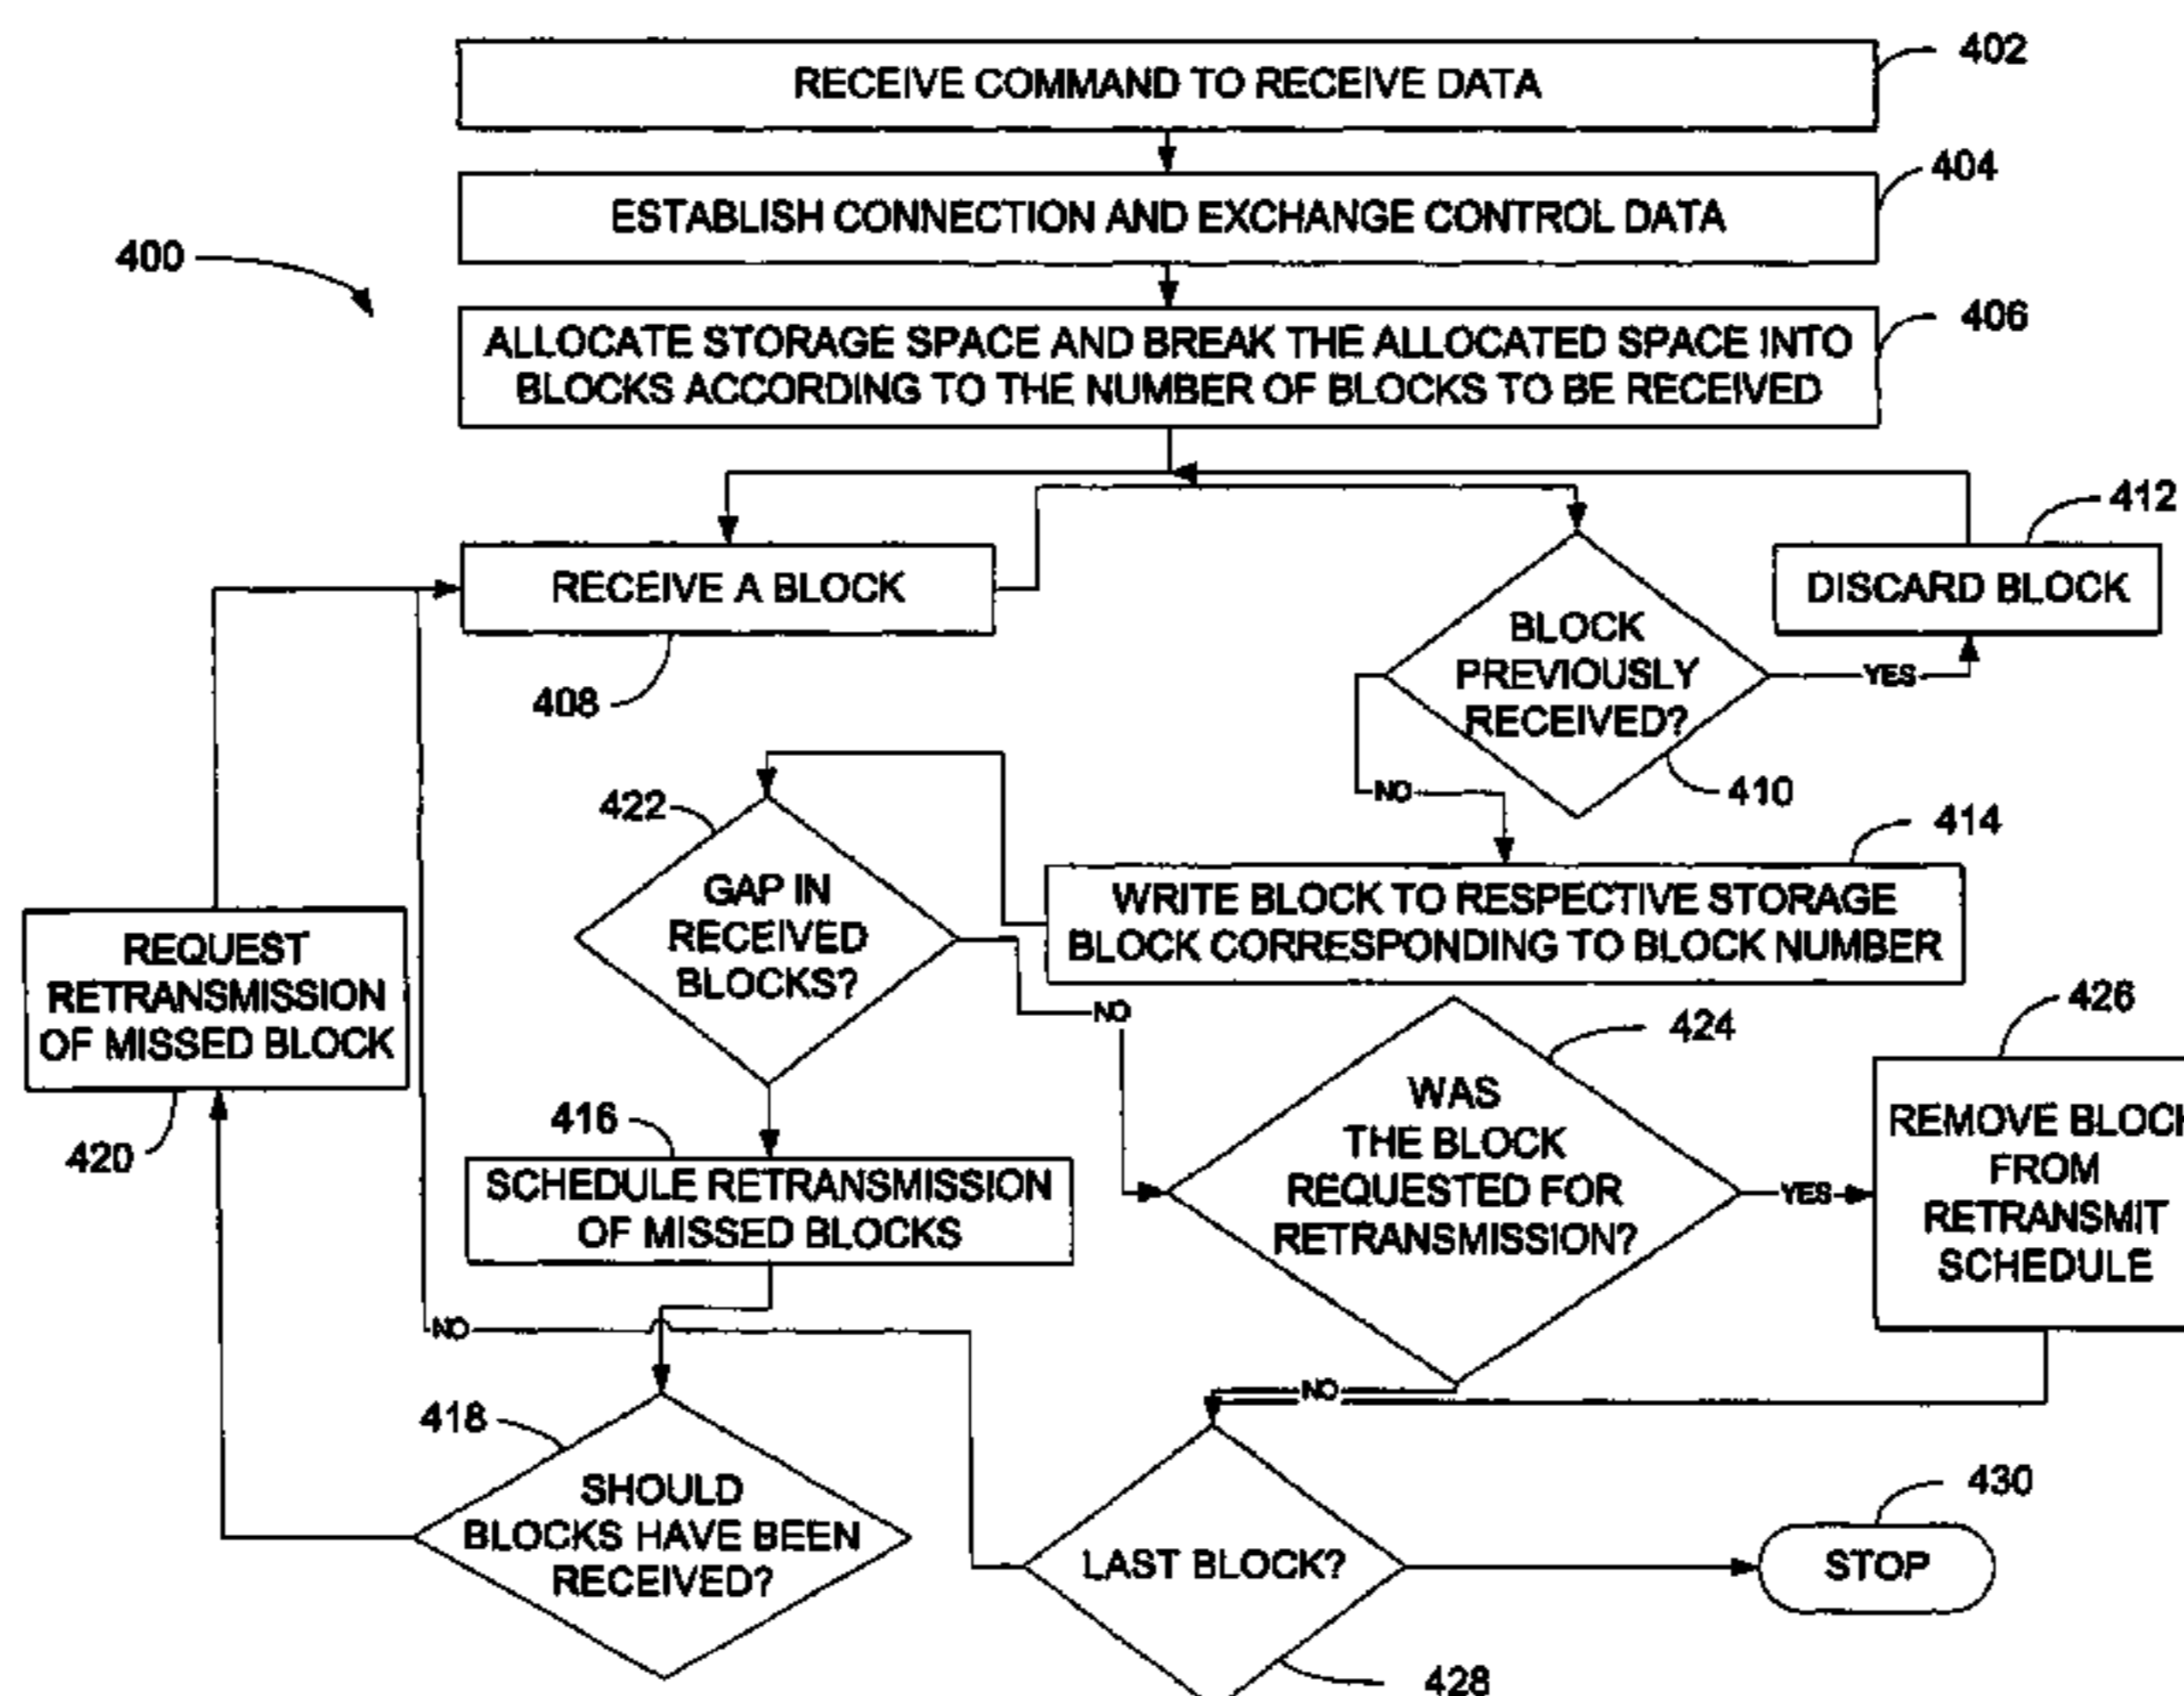 RECEIVE COMMAND TO RECEIVE DATA
402
ESTABLISH CONNECTION AND EXCHANGE CONTROL DATA
404
400
ALLOCATE STORAGE SPACE AND BREAK THE ALLOCATED SPACE INTO
BLOCKS ACCORDING TO THE NUMBER OF BLOCKS TO BE RECEIVED
406
RECEIVE A BLOCK
408
BLOCK
PREVIOUSLY
RECEIVED?
410
YES
DISCARD BLOCK
412
NO
WRITE BLOCK TO RESPECTIVE STORAGE
BLOCK CORRESPONDING TO BLOCK NUMBER
414
422
GAP IN
RECEIVED
BLOCKS?
NO
REQUEST
RETRANSMISSION
OF MISSED BLOCK
420
416
SCHEDULE RETRANSMISSION
OF MISSED BLOCKS
WAS
THE BLOCK
REQUESTED FOR
RETRANSMISSION?
424
YES
REMOVE BLOCK
FROM
RETRANSMIT
SCHEDULE
426
NO
NO
418
SHOULD
BLOCKS HAVE BEEN
RECEIVED?
LAST BLOCK?
428
STOP
430